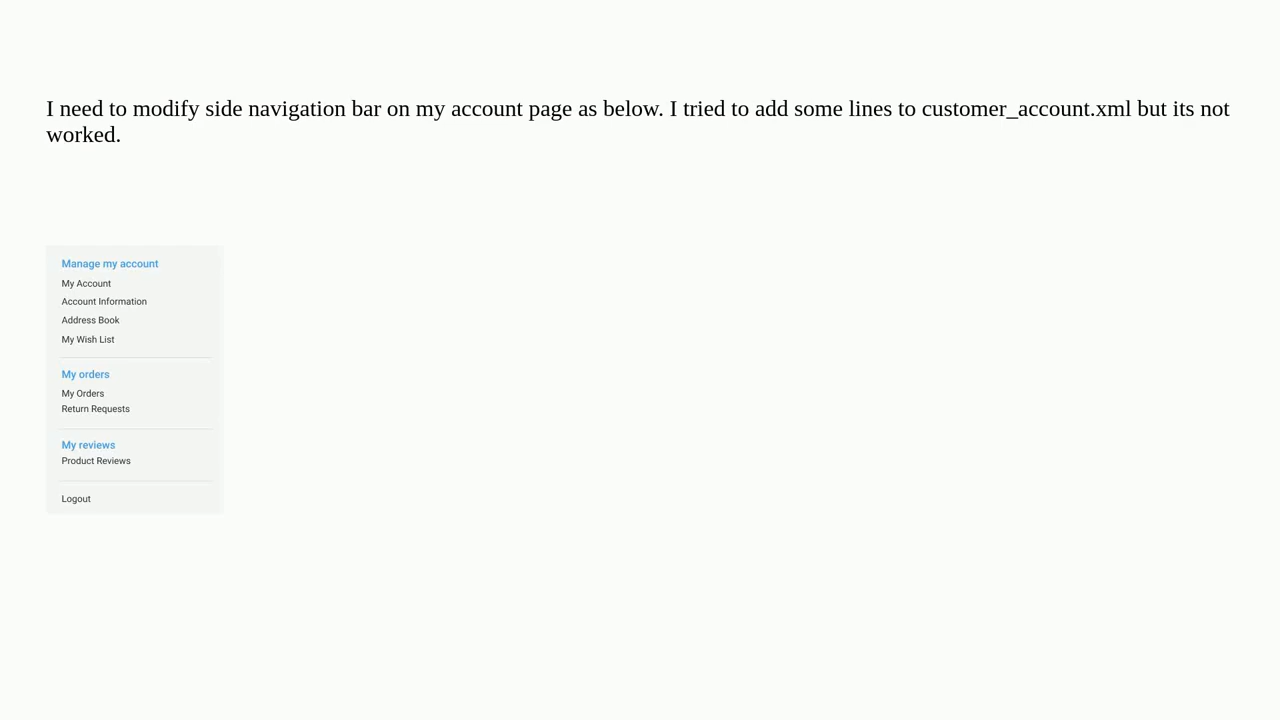 I need to modify side navigation bar on my account page as below. I tried to add some lines to customer_account.xml but its not
worked.
Manage my account
My Account
Account Information
Address Book
My Wish List
My orders
My Orders
Return Requests
My reviews
Product Reviews
Logout